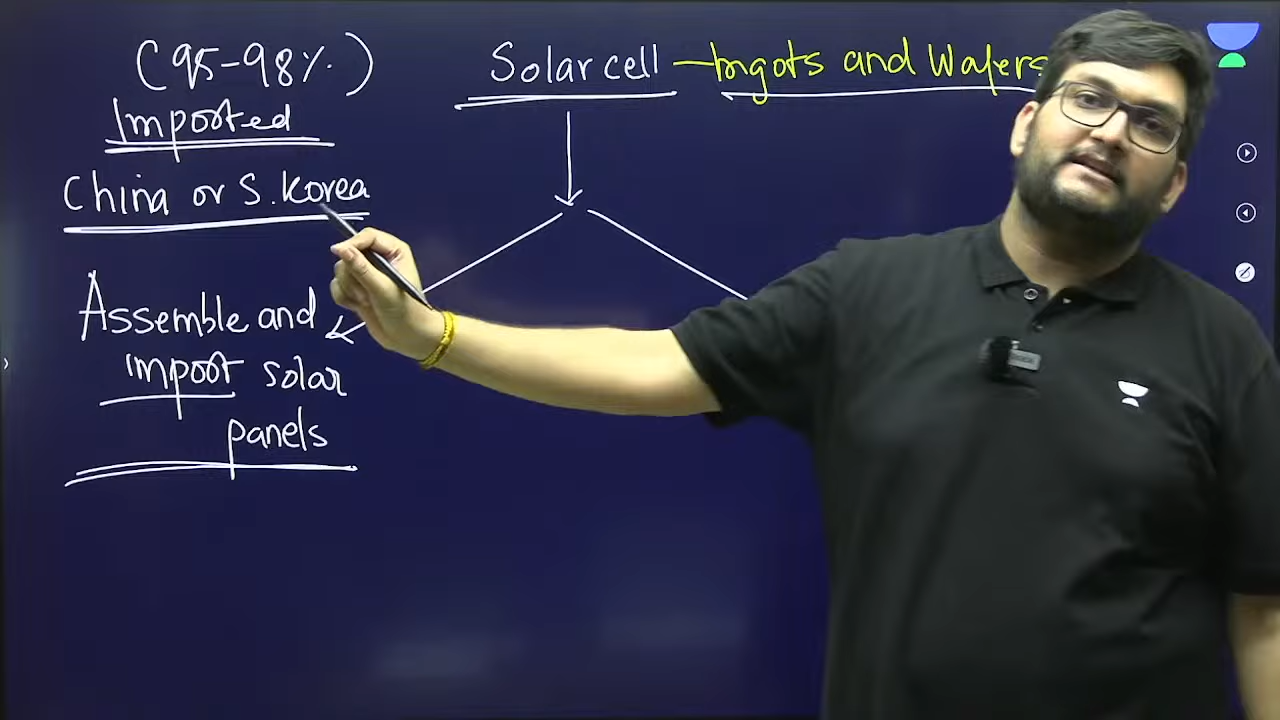 (95-98%.)
Imported
China or S. Korea
Solar cell — Ingots and Wafers
Assemble and
import solar
panels